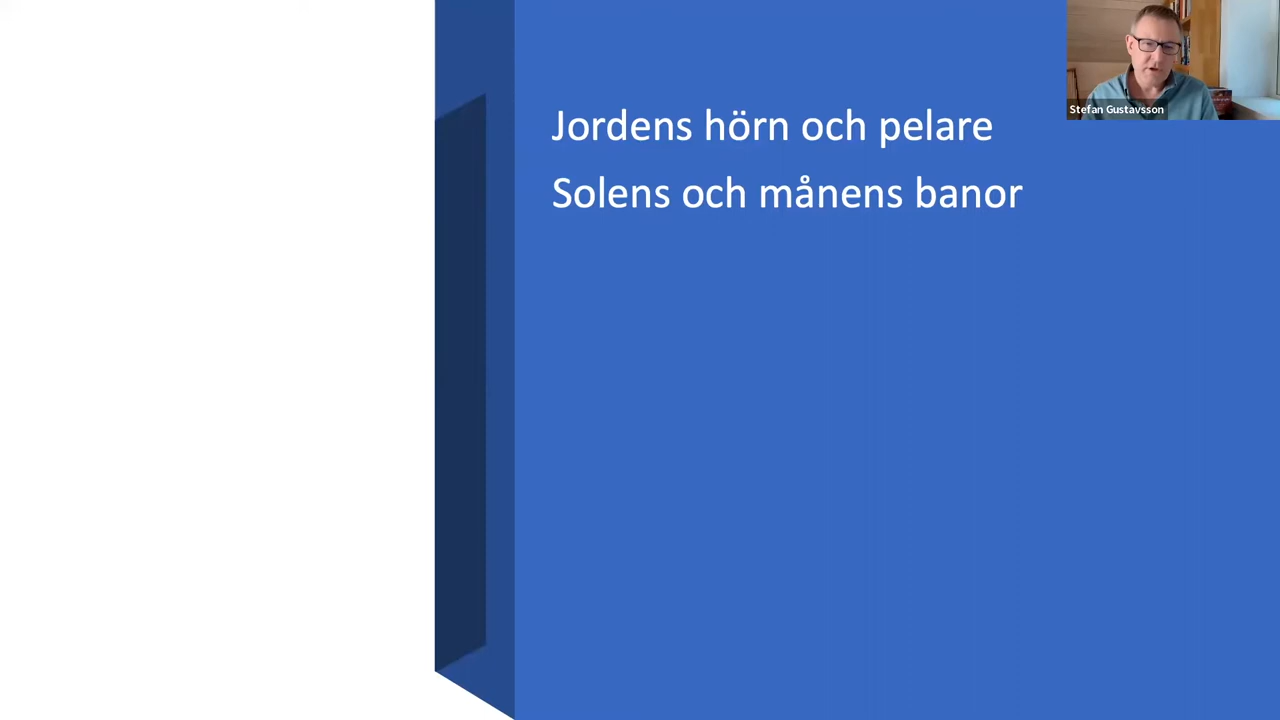 Jordens hörn och pelare
Solens och månens banor
Stefan Gustavsson